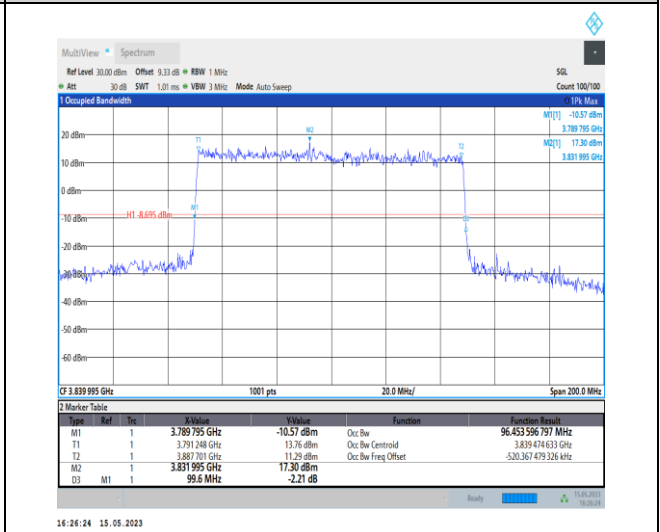 MultiView Spectrum
Ref Level 30.00 dBm Offset 9.33 dB RBW 1 MHz SGL
Att 30 dB SWT 1.01 ms VBW 3 MHz Mode Auto Sweep Count 100/100
1 Occupied Bandwidth 1Pk Max
M1[1] -10.57 dBm
3.789 795 GHz
M2[1] 17.30 dBm
3.831 995 GHz
M2
T1
T2
20 dBm
10 dBm
0 dBm
M1
H1 -8.695 dBm
-10 dBm
D3
-20 dBm
-30 dBm
-40 dBm
-50 dBm
-60 dBm
CF 3.839 995 GHz 1001 pts 20.0 MHz/ Span 200.0 MHz
2 Marker Table
Type Ref Trc X-Value Y-Value Function Function Result
M1 1 3.789 795 GHz -10.57 dBm Occ Bw 96.453 596 797 MHz
T1 1 3.791 248 GHz 13.76 dBm Occ Bw Centroid 3.839 474 633 GHz
T2 1 3.887 701 GHz 11.29 dBm Occ Bw Freq Offset -520.367 479 326 kHz
M2 1 3.831 995 GHz 17.30 dBm
D3 M1 1 99.6 MHz -2.21 dB
Ready 15.05.2023
16:26:24
16:26:24 15.05.2023